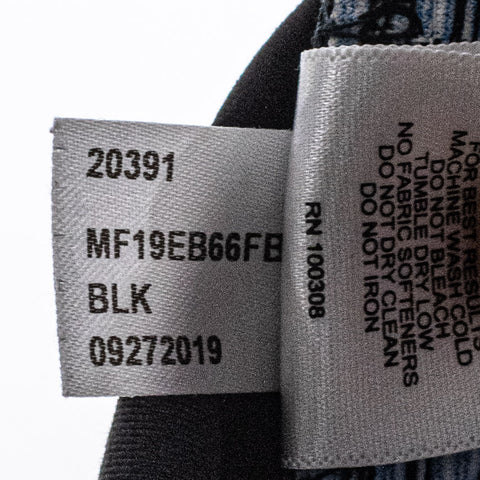 20391
MF19EB66FB
BLK
09272019
RN 100308
FOR BEST RESULTS
MACHINE WASH COLD
DO NOT BLEACH
TUMBLE DRY LOW
NO FABRIC SOFTENERS
DO NOT DRY CLEAN
DO NOT IRON